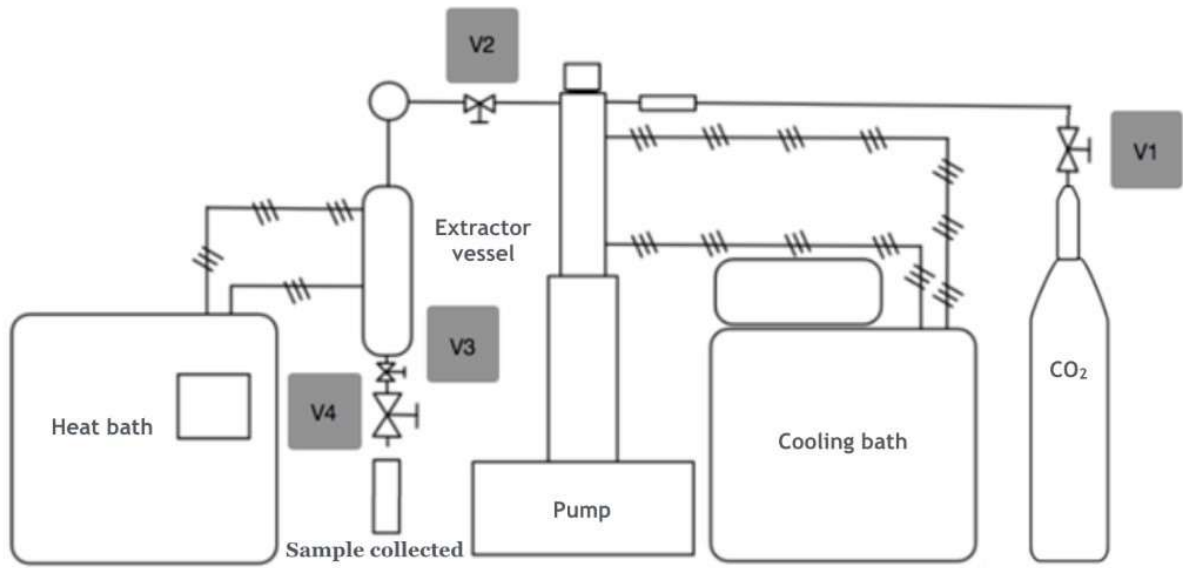 V2
V1
Extractor
vessel
V3
CO₂
V4
Heat bath
Cooling bath
Pump
Sample collected